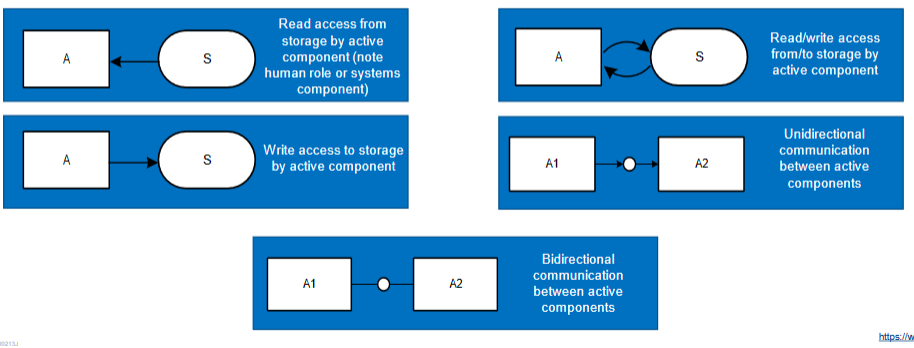 A
S
Read access from
storage by active
component (note
human role or systems
component)
A
S
Read/write access
from/to storage by
active component
A
S
Write access to storage
by active component
A1
A2
Unidirectional
communication
between active
components
A1
A2
Bidirectional
communication
between active
components
https://w